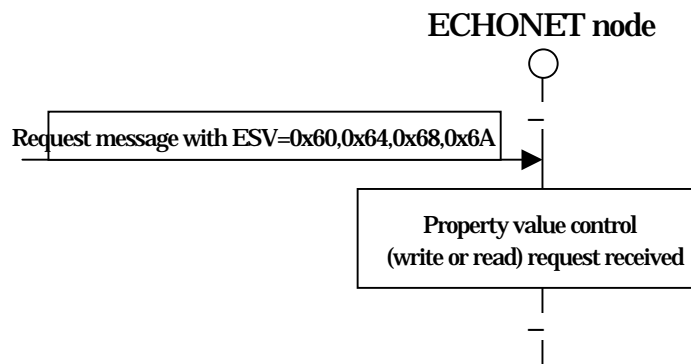 ECHONET node
Request message with ESV=0x60,0x64,0x68,0x6A
Property value control
(write or read) request received